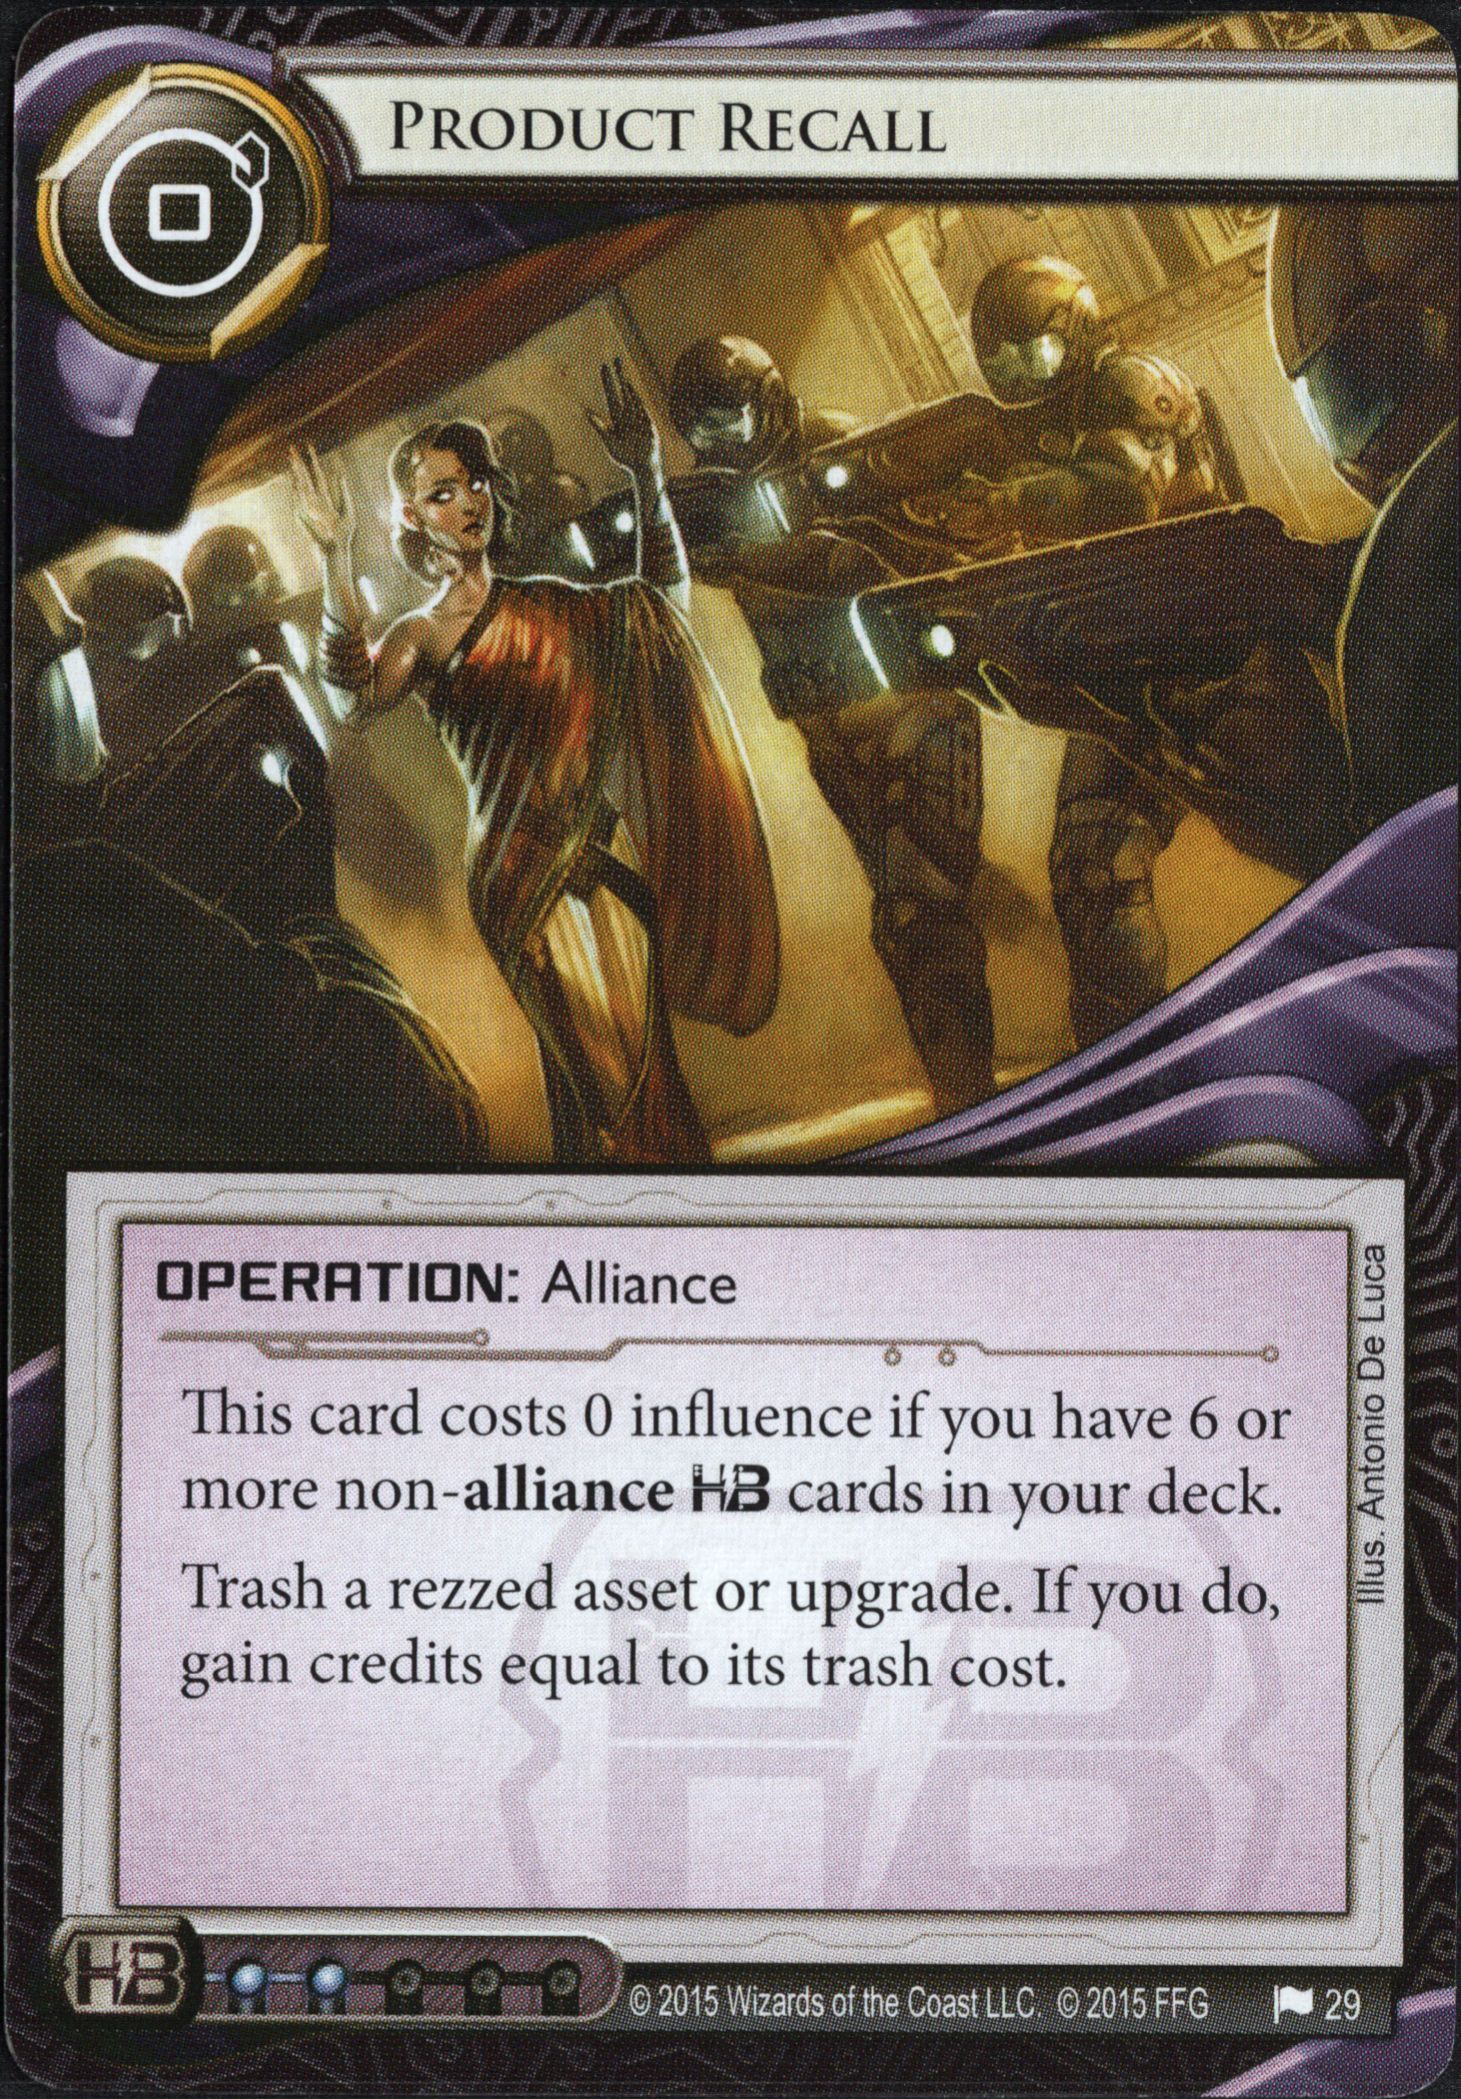 0
PRODUCT RECALL
OPERATION: Alliance
This card costs 0 influence if you have 6 or
more non-alliance HB cards in your deck.
Trash a rezzed asset or upgrade. If you do,
gain credits equal to its trash cost.
Illus. Antonio De Luca
HB
© 2015 Wizards of the Coast LLC. © 2015 FFG 29